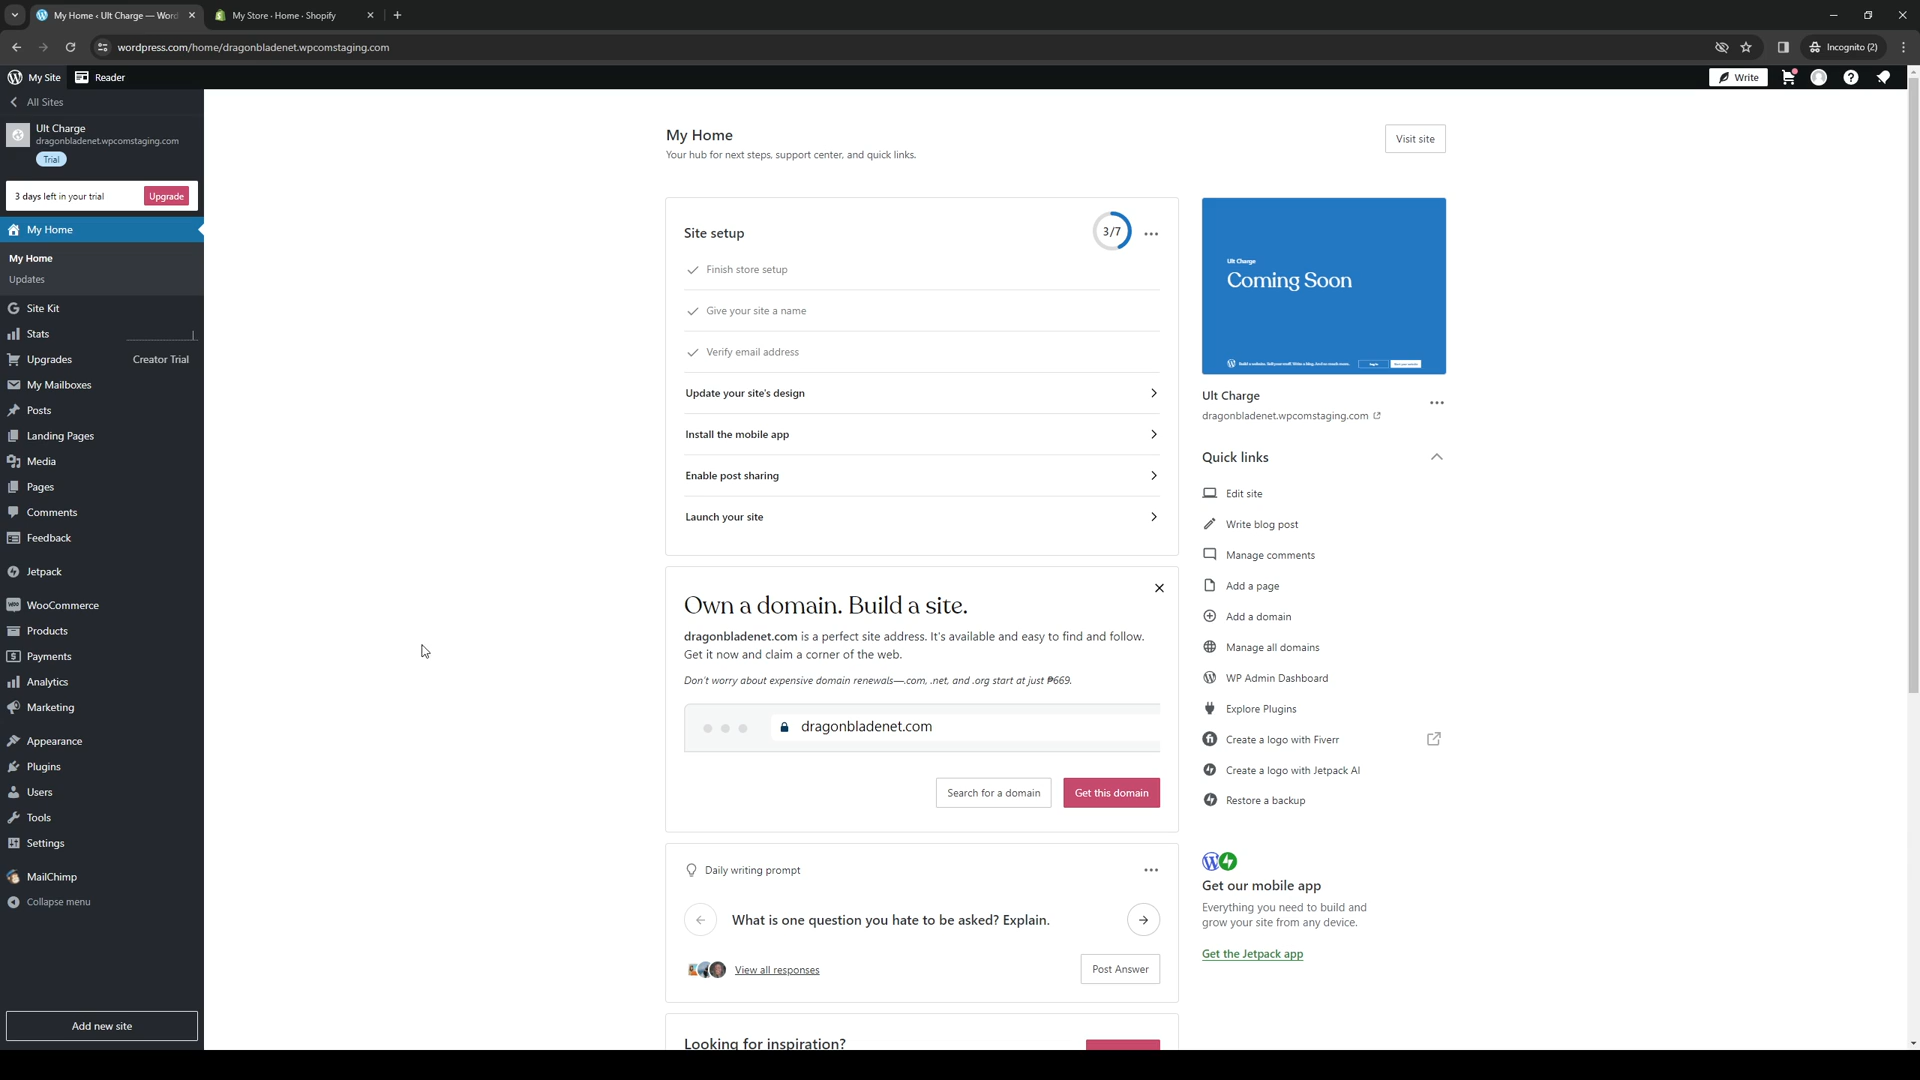 My Home ‹ Ult Charge — Word
My Store · Home · Shopify
wordpress.com/home/dragonbladenet.wpcomstaging.com
Incognito (2)
My Site
Reader
Write
All Sites
Ult Charge
dragonbladenet.wpcomstaging.com
Trial
3 days left in your trial
Upgrade
My Home
My Home
Updates
Site Kit
Stats
Upgrades
Creator Trial
My Mailboxes
Posts
Landing Pages
Media
Pages
Comments
Feedback
Jetpack
WooCommerce
Products
Payments
Analytics
Marketing
Appearance
Plugins
Users
Tools
Settings
MailChimp
Collapse menu
Add new site
My Home
Your hub for next steps, support center, and quick links.
Visit site
Site setup
3/7
Finish store setup
Give your site a name
Verify email address
Update your site's design
Install the mobile app
Enable post sharing
Launch your site
Own a domain. Build a site.
dragonbladenet.com is a perfect site address. It's available and easy to find and follow.
Get it now and claim a corner of the web.
Don't worry about expensive domain renewals—.com, .net, and .org start at just ₱669.
dragonbladenet.com
Search for a domain
Get this domain
Daily writing prompt
What is one question you hate to be asked? Explain.
View all responses
Post Answer
Looking for inspiration?
Ult Charge
Coming Soon
Ult Charge
dragonbladenet.wpcomstaging.com
Quick links
Edit site
Write blog post
Manage comments
Add a page
Add a domain
Manage all domains
WP Admin Dashboard
Explore Plugins
Create a logo with Fiverr
Create a logo with Jetpack AI
Restore a backup
Get our mobile app
Everything you need to build and
grow your site from any device.
Get the Jetpack app